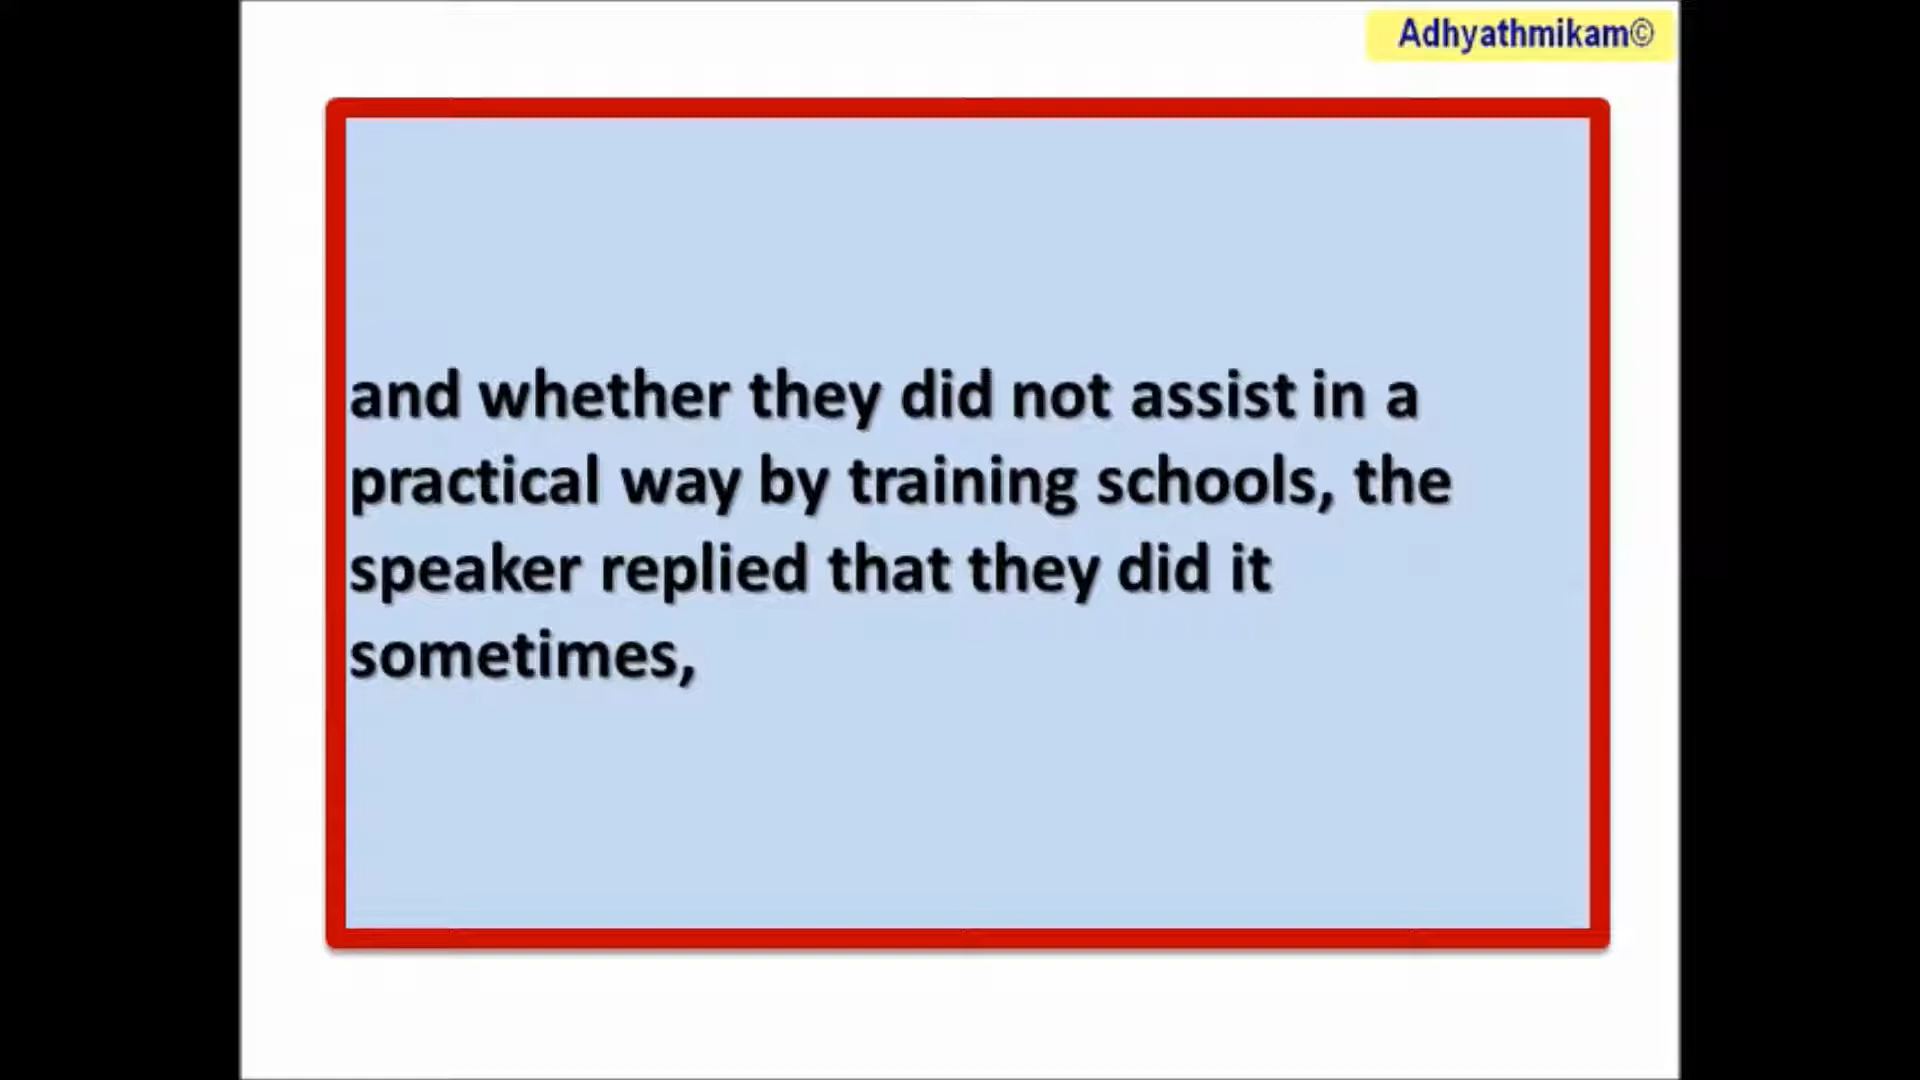 Adhyathmikam©
and whether they did not assist in a
practical way by training schools, the
speaker replied that they did it
sometimes,